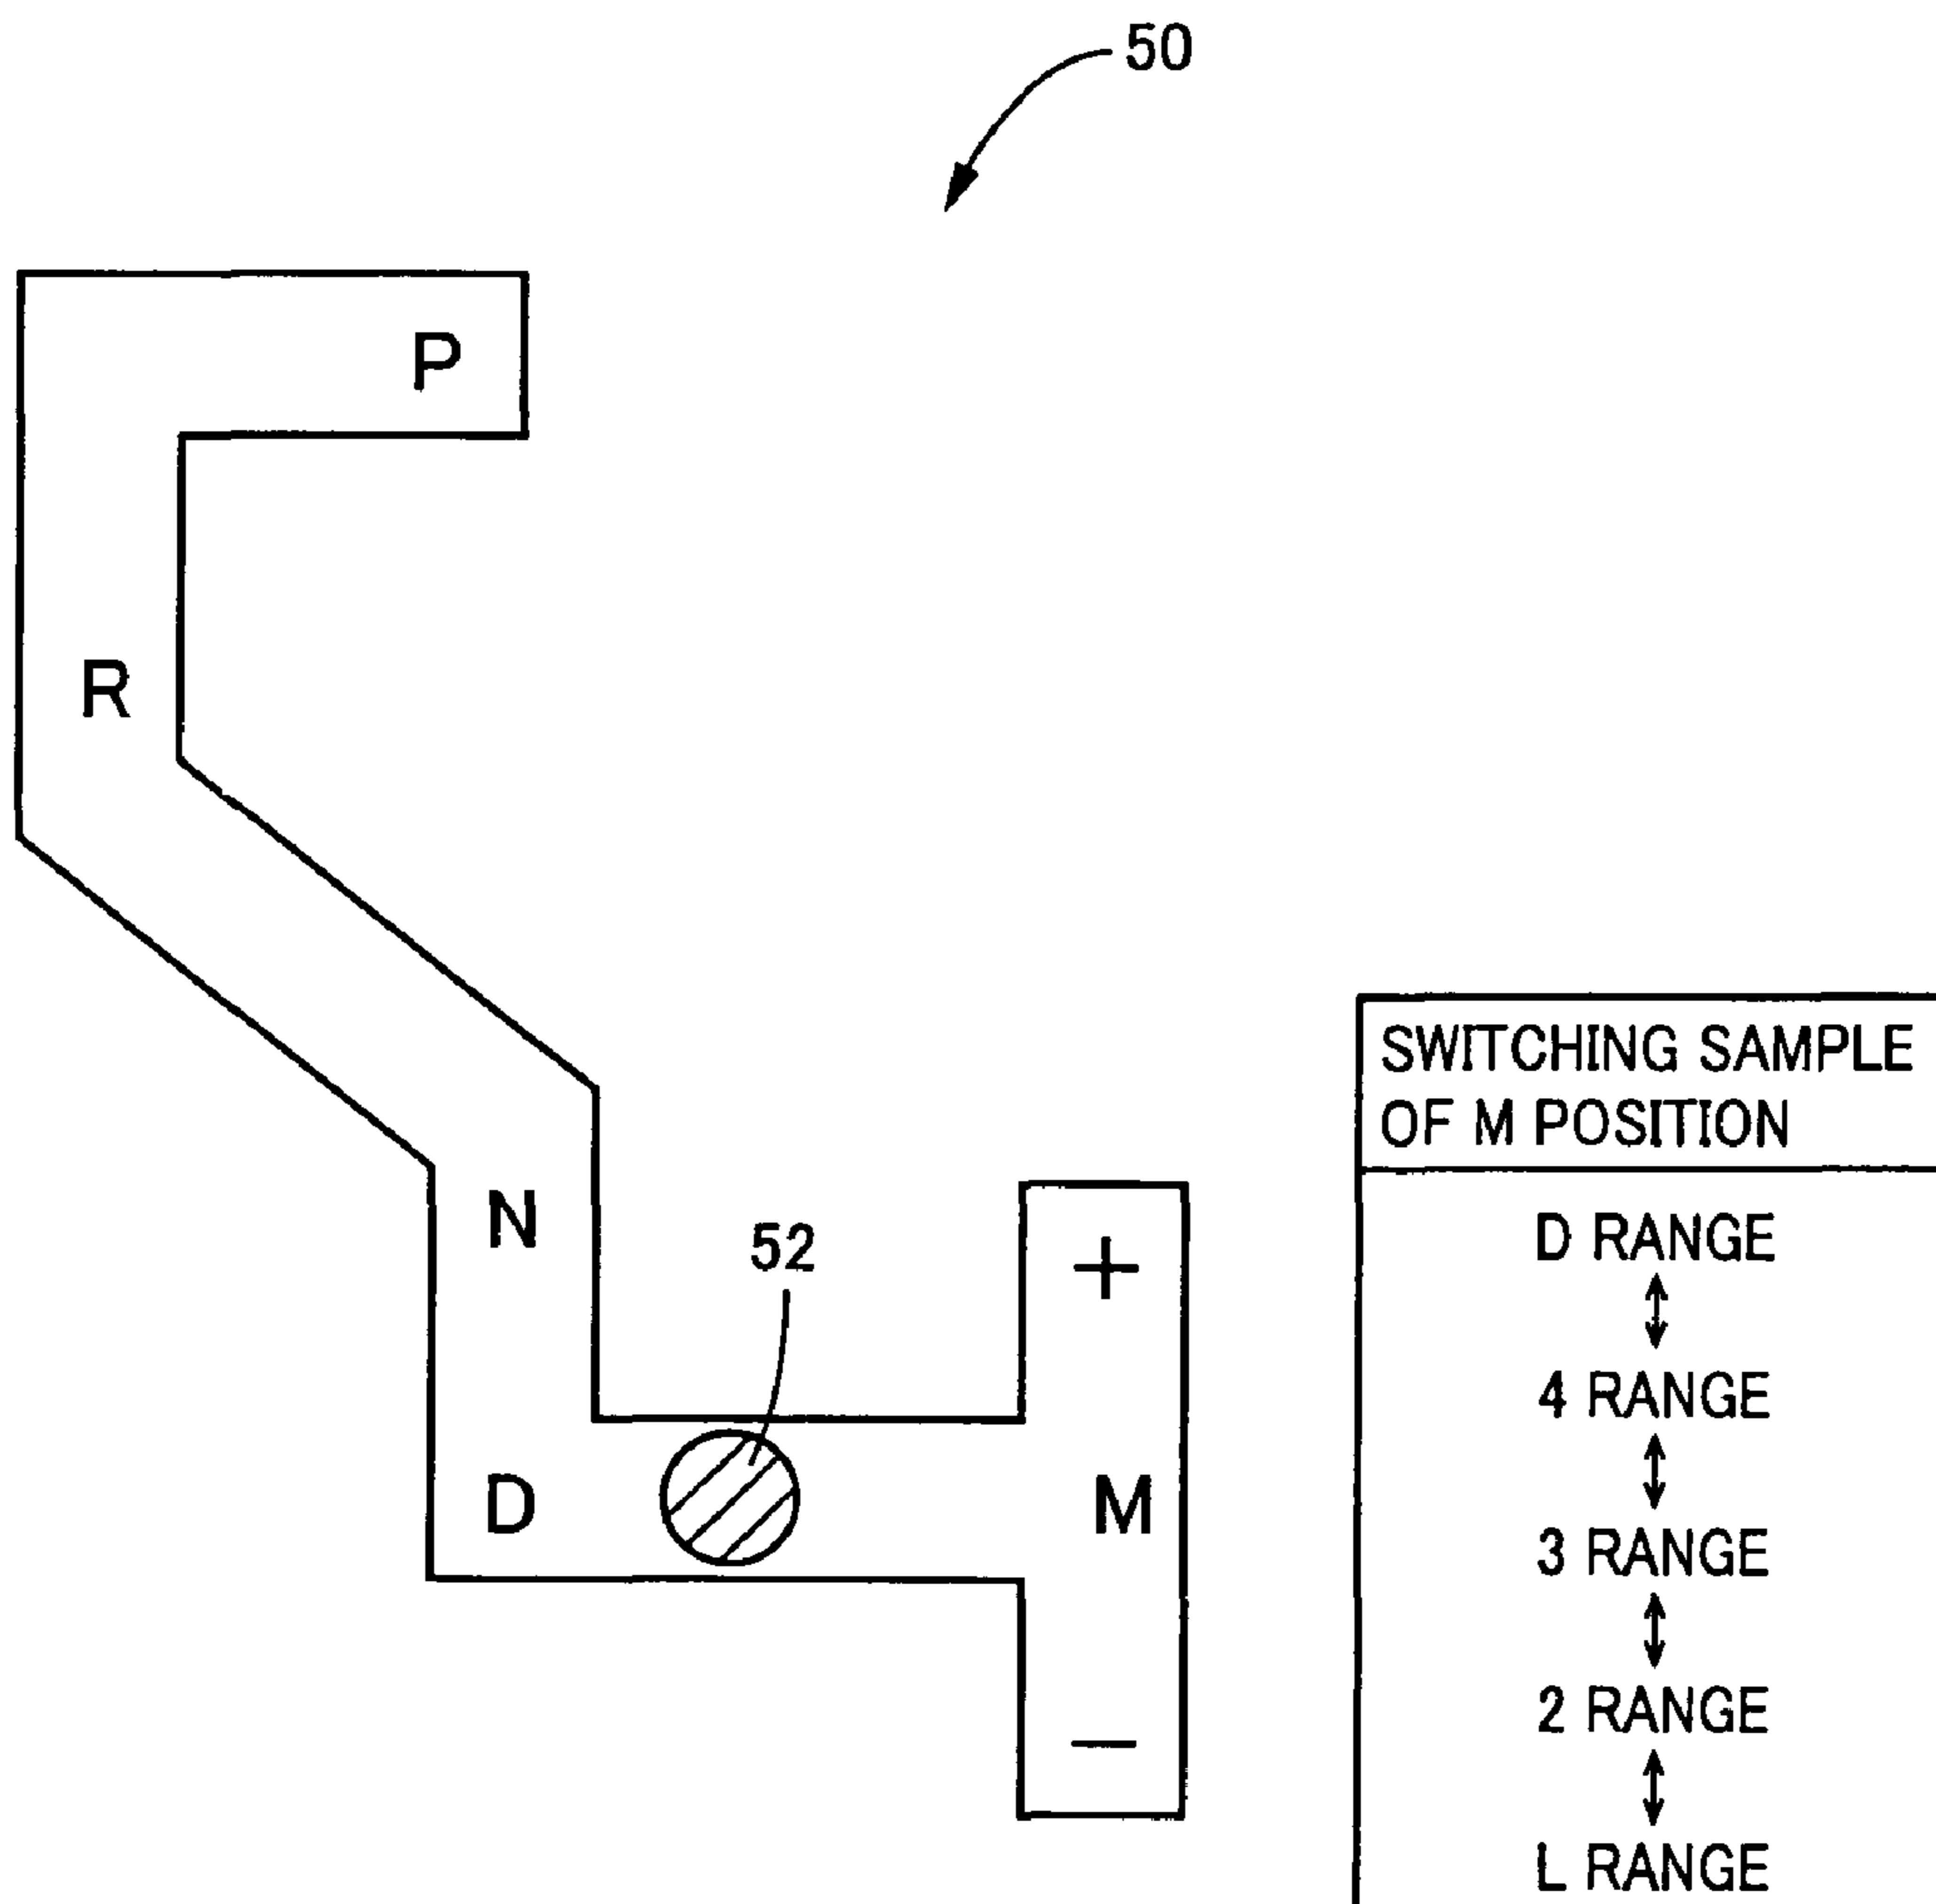 50
P
R
N
52
+
D
M
−
SWITCHING SAMPLE
OF M POSITION
D RANGE
4 RANGE
3 RANGE
2 RANGE
L RANGE